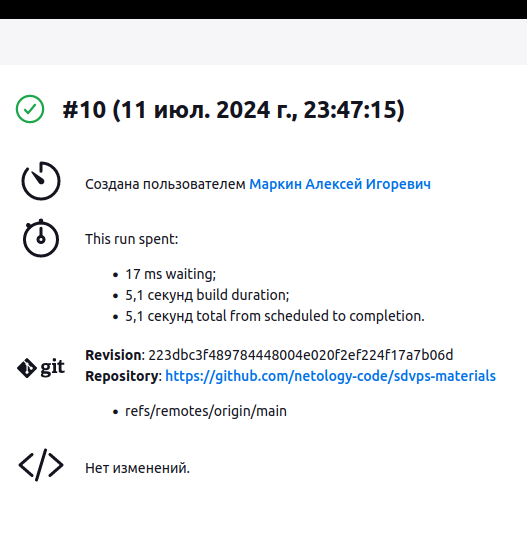 #10 (11 июл. 2024 г., 23:47:15)
Создана пользователем Маркин Алексей Игоревич
This run spent:
17 ms waiting;
5,1 секунд build duration;
5,1 секунд total from scheduled to completion.
git
Revision: 223dbc3f489784448004e020f2ef224f17a7b06d
Repository: https://github.com/netology-code/sdvps-materials
refs/remotes/origin/main
Нет изменений.